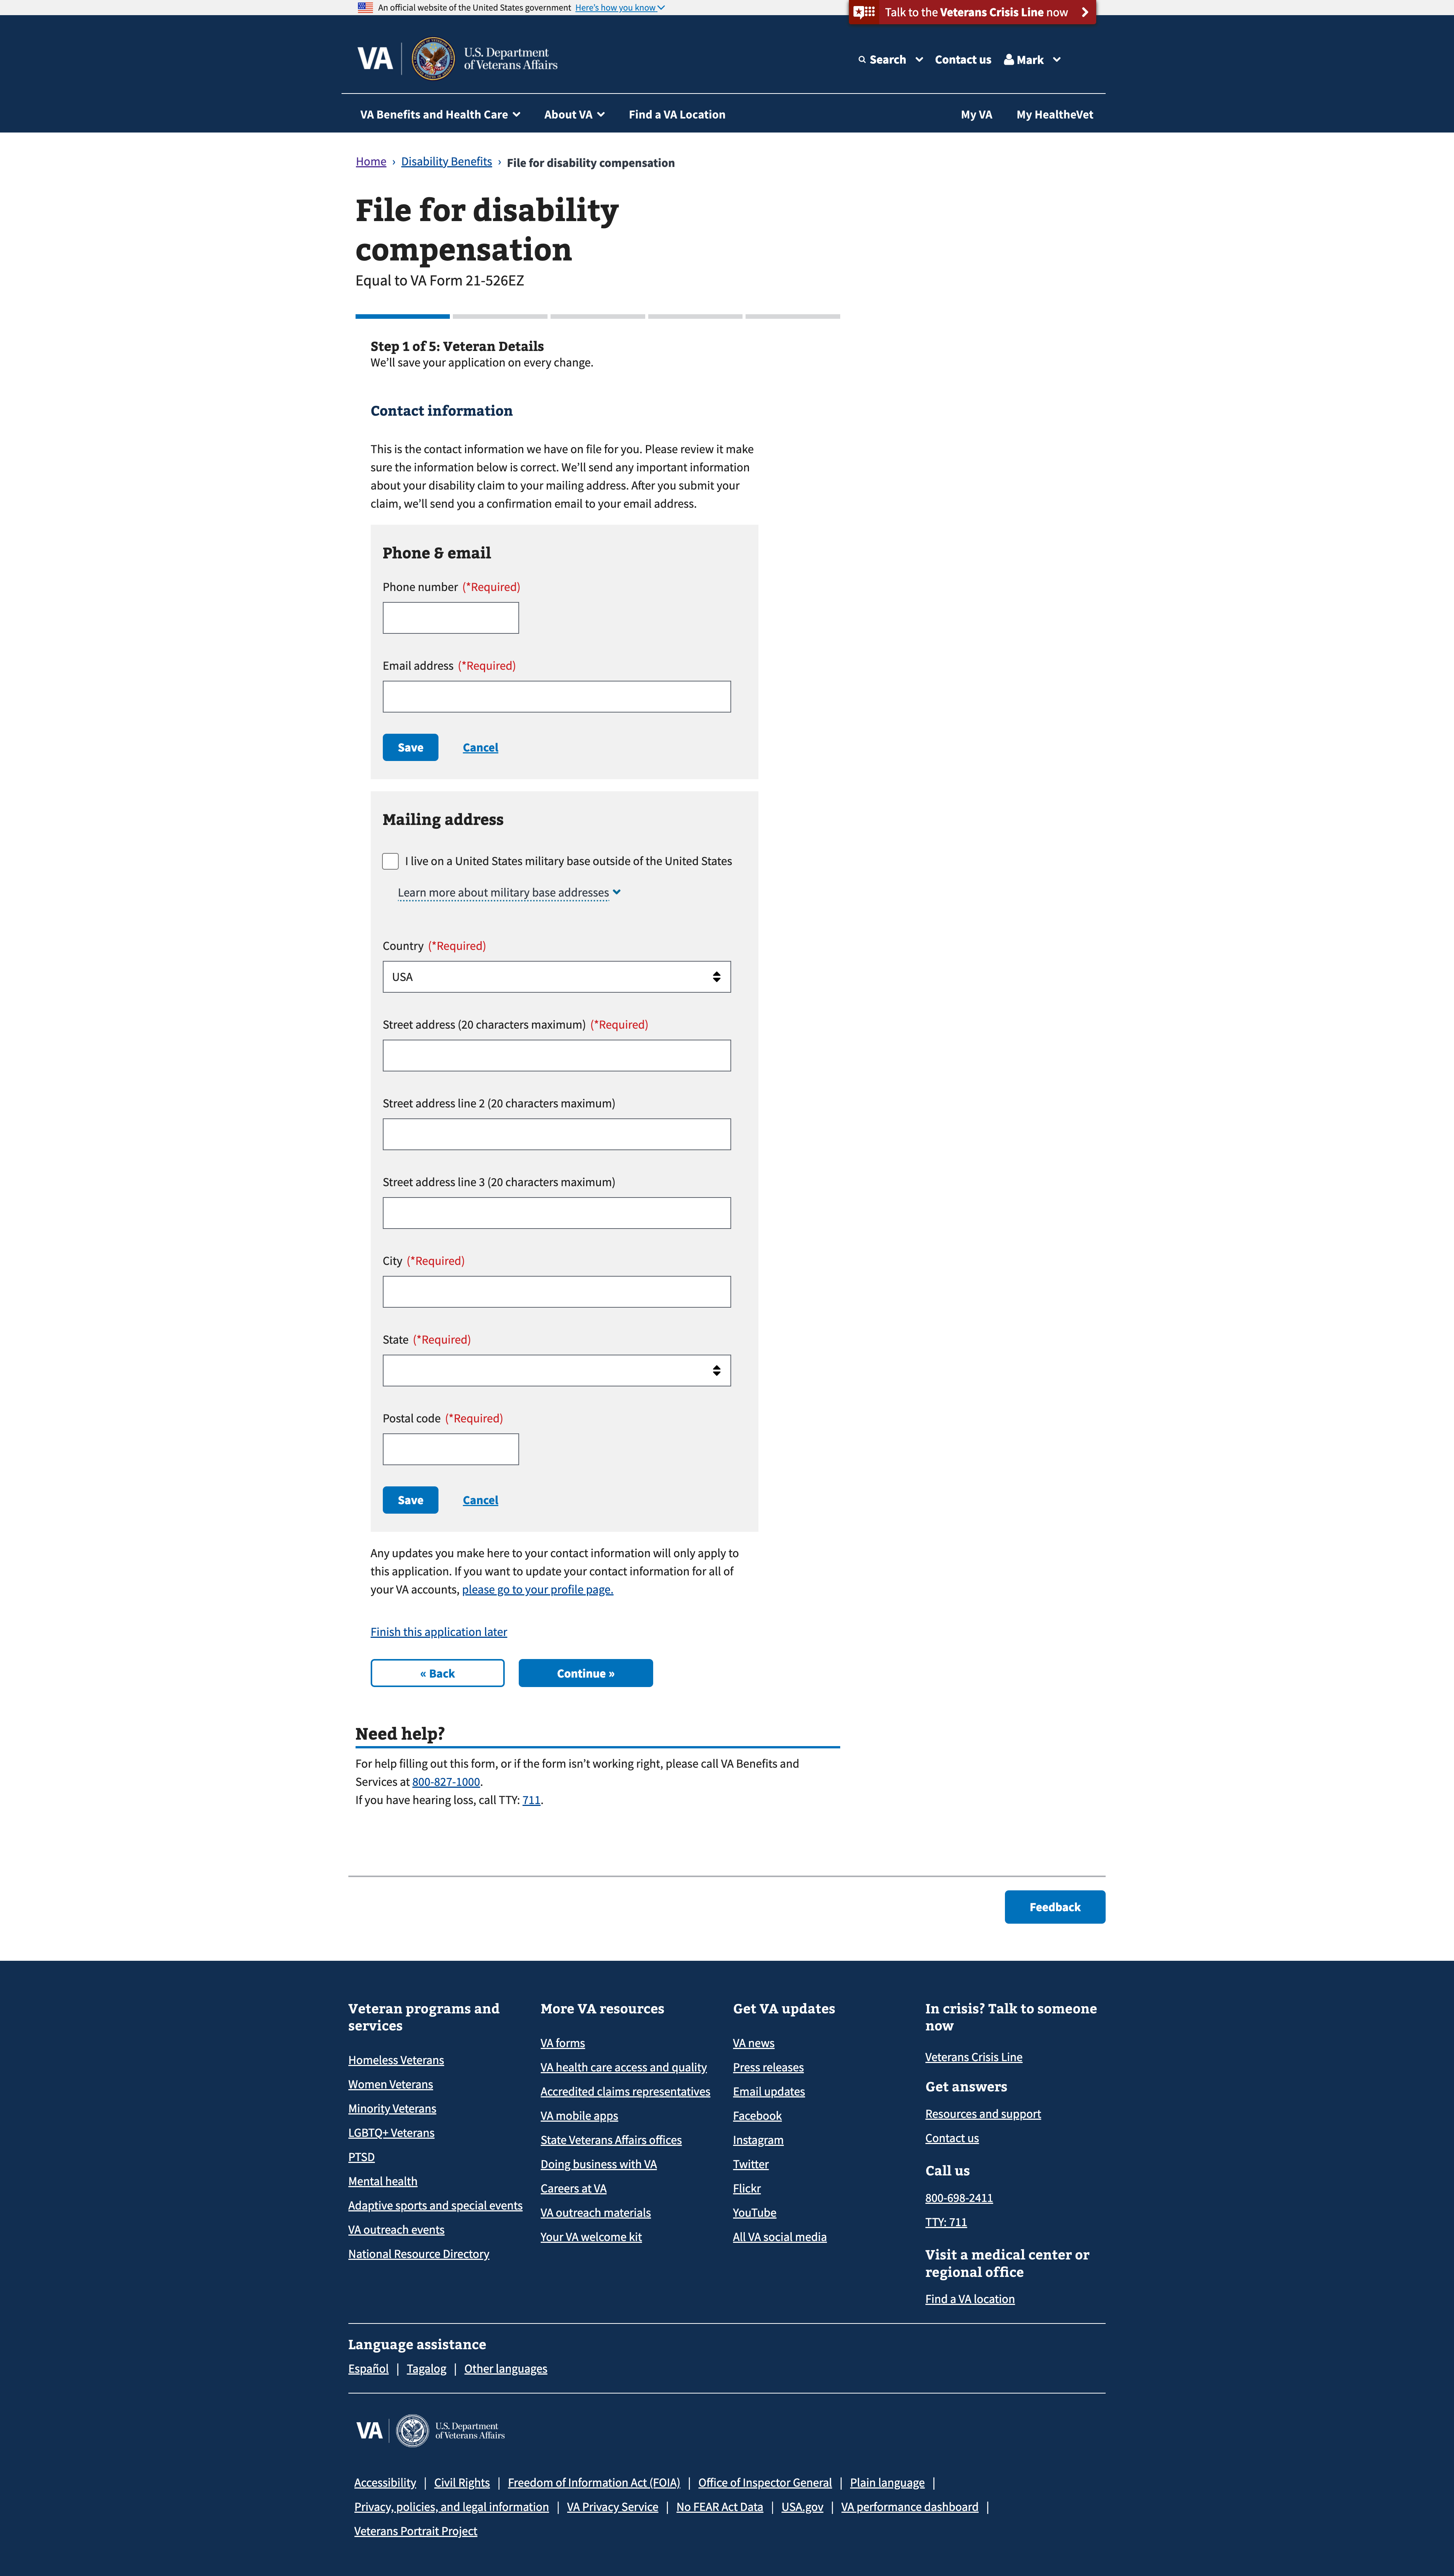 An official website of the United States government Here's how you know
Talk to the Veterans Crisis Line now
VA U.S. Department
of Veterans Affairs
Search Contact us Mark
VA Benefits and Health Care About VA Find a VA Location My VA My HealtheVet
Home › Disability Benefits › File for disability compensation
File for disability
compensation
Equal to VA Form 21-526EZ
Step 1 of 5: Veteran Details
We'll save your application on every change.
Contact information
This is the contact information we have on file for you. Please review it make
sure the information below is correct. We'll send any important information
about your disability claim to your mailing address. After you submit your
claim, we'll send you a confirmation email to your email address.
Phone & email
Phone number (*Required)
Email address (*Required)
Save Cancel
Mailing address
I live on a United States military base outside of the United States
Learn more about military base addresses
Country (*Required)
USA
Street address (20 characters maximum) (*Required)
Street address line 2 (20 characters maximum)
Street address line 3 (20 characters maximum)
City (*Required)
State (*Required)
Postal code (*Required)
Save Cancel
Any updates you make here to your contact information will only apply to
this application. If you want to update your contact information for all of
your VA accounts, please go to your profile page.
Finish this application later
« Back Continue »
Need help?
For help filling out this form, or if the form isn't working right, please call VA Benefits and
Services at 800-827-1000.
If you have hearing loss, call TTY: 711.
Feedback
Veteran programs and
services
Homeless Veterans
Women Veterans
Minority Veterans
LGBTQ+ Veterans
PTSD
Mental health
Adaptive sports and special events
VA outreach events
National Resource Directory
More VA resources
VA forms
VA health care access and quality
Accredited claims representatives
VA mobile apps
State Veterans Affairs offices
Doing business with VA
Careers at VA
VA outreach materials
Your VA welcome kit
Get VA updates
VA news
Press releases
Email updates
Facebook
Instagram
Twitter
Flickr
YouTube
All VA social media
In crisis? Talk to someone
now
Veterans Crisis Line
Get answers
Resources and support
Contact us
Call us
800-698-2411
TTY: 711
Visit a medical center or
regional office
Find a VA location
Language assistance
Español | Tagalog | Other languages
VA U.S. Department
of Veterans Affairs
Accessibility | Civil Rights | Freedom of Information Act (FOIA) | Office of Inspector General | Plain language |
Privacy, policies, and legal information | VA Privacy Service | No FEAR Act Data | USA.gov | VA performance dashboard |
Veterans Portrait Project